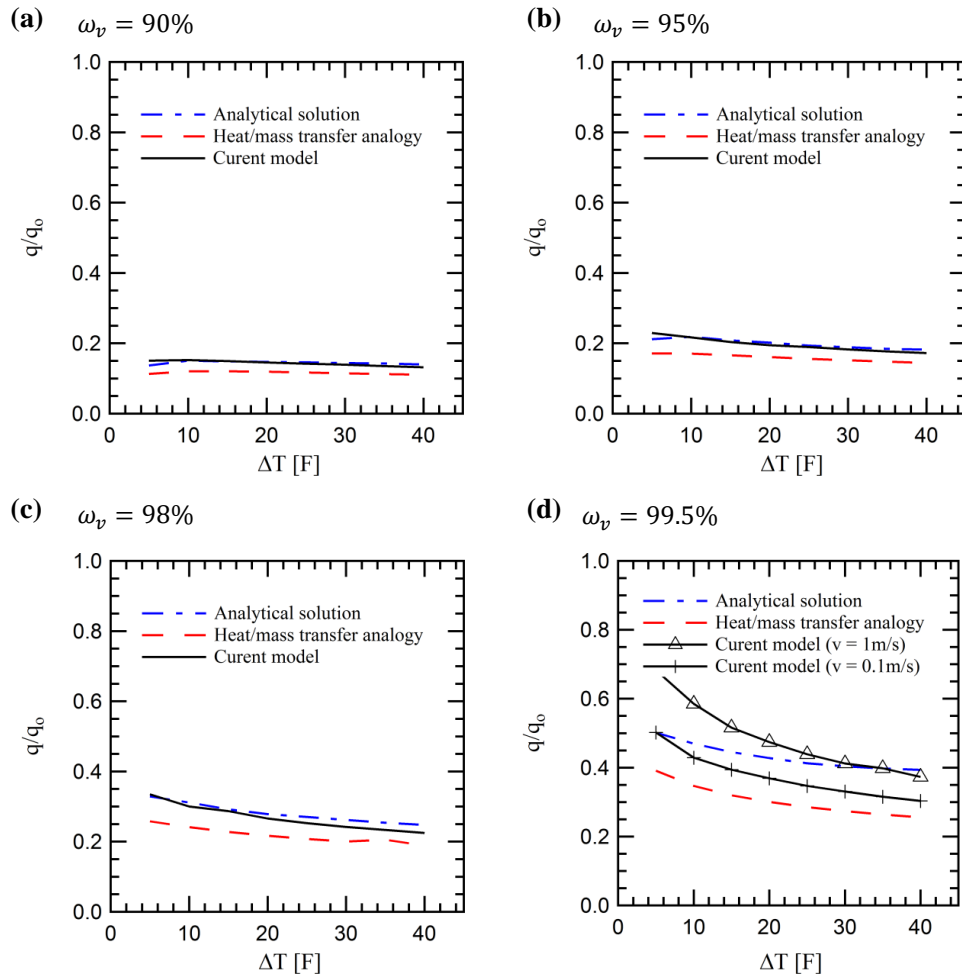 (a) ω_v = 90%
1.0
0.8
0.6
0.4
0.2
0.0
q/q_o
Analytical solution
Heat/mass transfer analogy
Curent model
0 10 20 30 40
ΔT [F]
(b) ω_v = 95%
1.0
0.8
0.6
0.4
0.2
0.0
q/q_o
Analytical solution
Heat/mass transfer analogy
Curent model
0 10 20 30 40
ΔT [F]
(c) ω_v = 98%
1.0
0.8
0.6
0.4
0.2
0.0
q/q_o
Analytical solution
Heat/mass transfer analogy
Curent model
0 10 20 30 40
ΔT [F]
(d) ω_v = 99.5%
1.0
0.8
0.6
0.4
0.2
0.0
q/q_o
Analytical solution
Heat/mass transfer analogy
Curent model (v = 1m/s)
Curent model (v = 0.1m/s)
0 10 20 30 40
ΔT [F]